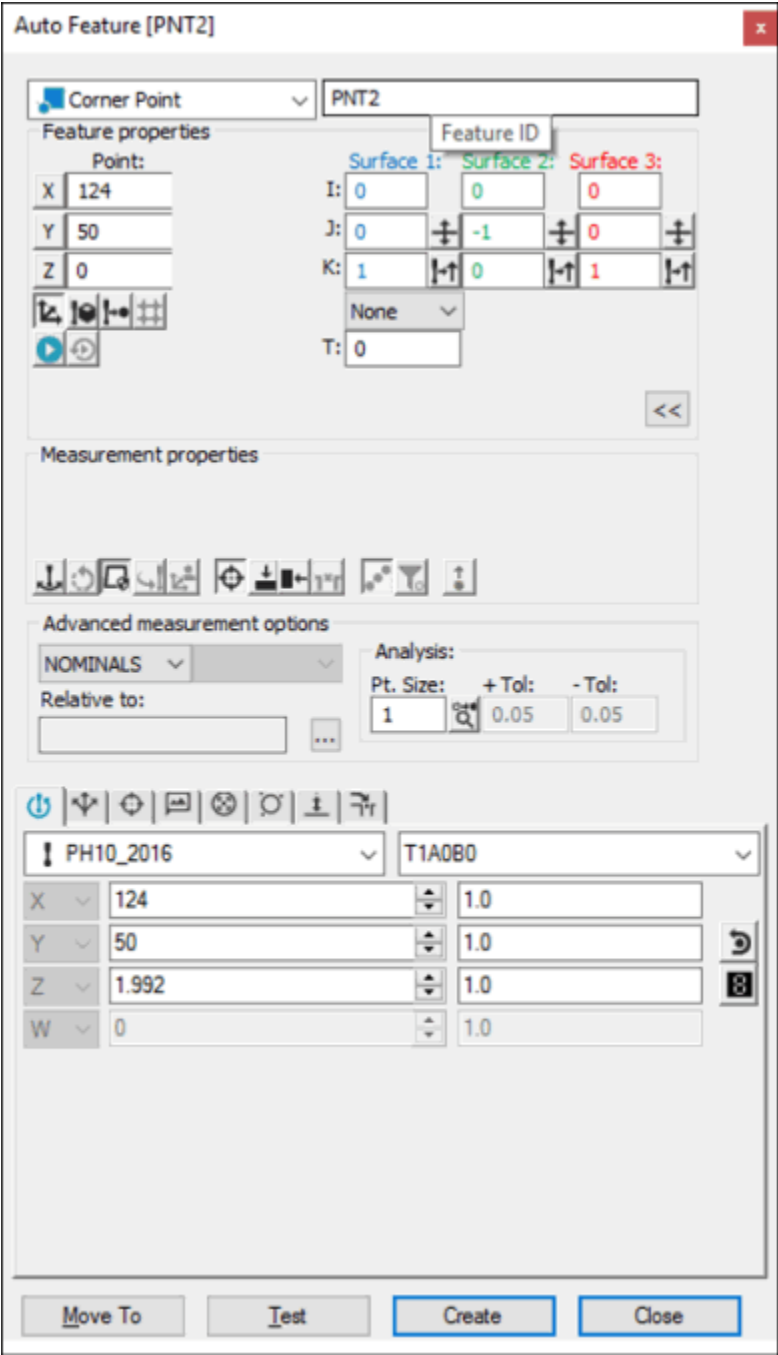 Auto Feature [PNT2]
x
Corner Point PNT2
Feature ID
Feature properties
Point: Surface 1: Surface 2: Surface 3:
X 124 I: 0 0 0
Y 50 J: 0 -1 0
Z 0 K: 1 0 1
None
T: 0
<<
Measurement properties
Advanced measurement options
NOMINALS
Analysis:
Relative to:
Pt. Size: + Tol: - Tol:
1 0.05 0.05
...
PH10_2016 T1A0B0
X 124 1.0
Y 50 1.0
Z 1.992 1.0
8
W 0 1.0
Move To Test Create Close